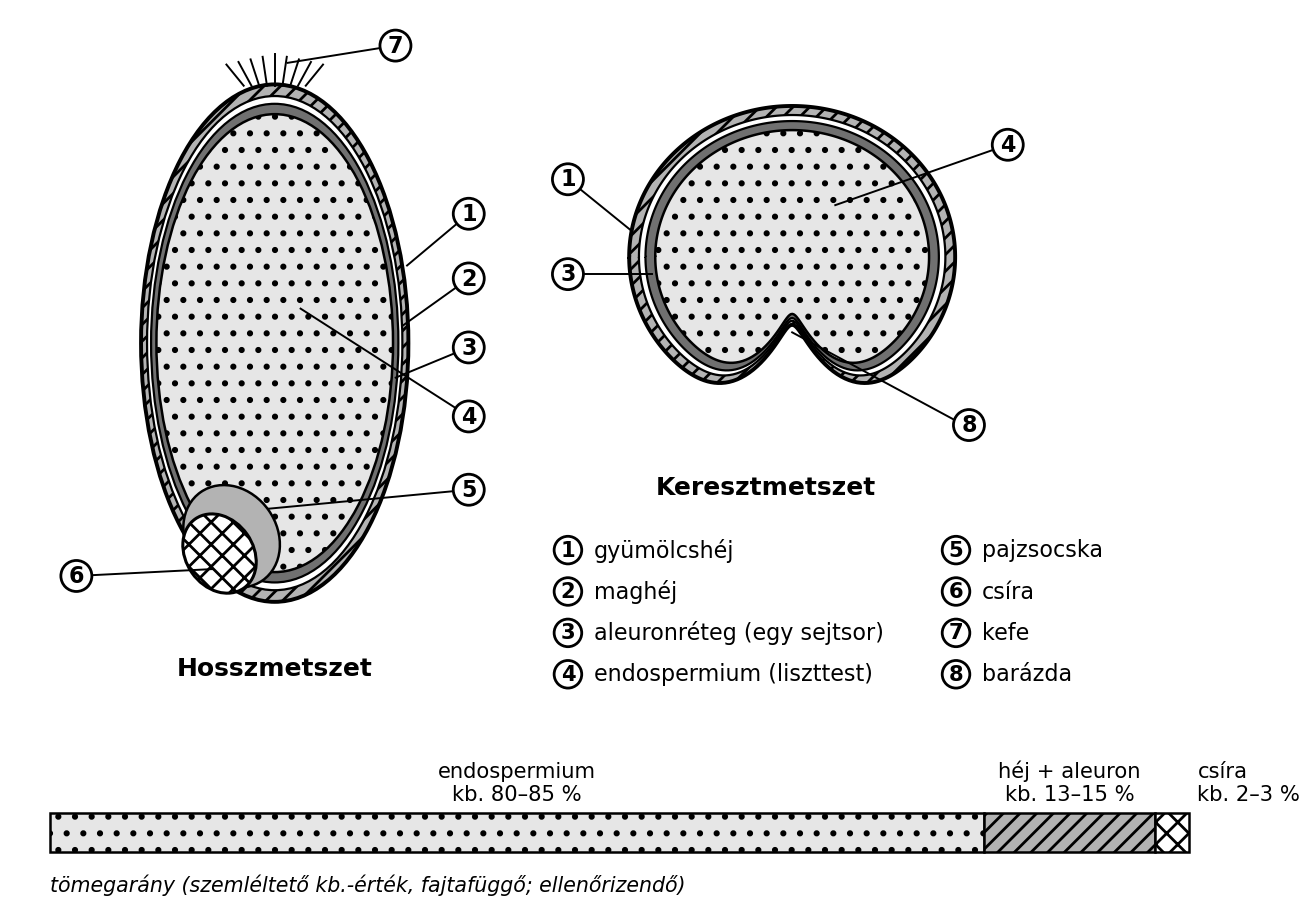 7
1
2
3
4
5
6
Hosszmetszet
1
3
4
8
Keresztmetszet
1 gyümölcshéj
2 maghéj
3 aleuronréteg (egy sejtsor)
4 endospermium (liszttest)
5 pajzsocska
6 csíra
7 kefe
8 barázda
endospermium
kb. 80–85 %
héj + aleuron
kb. 13–15 %
csíra
kb. 2–3 %
tömegarány (szemléltető kb.-érték, fajtafüggő; ellenőrizendő)